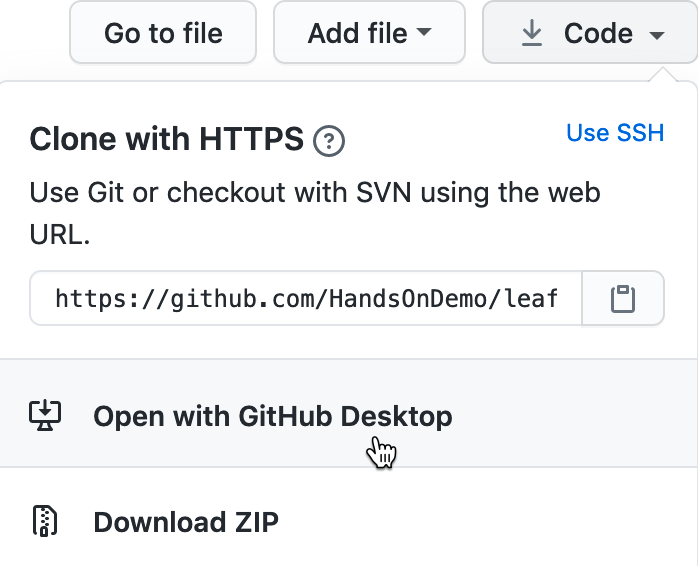 Go to file
Add file
Code
Clone with HTTPS
Use SSH
Use Git or checkout with SVN using the web
URL.
https://github.com/HandsOnDemo/leaf
Open with GitHub Desktop
Download ZIP